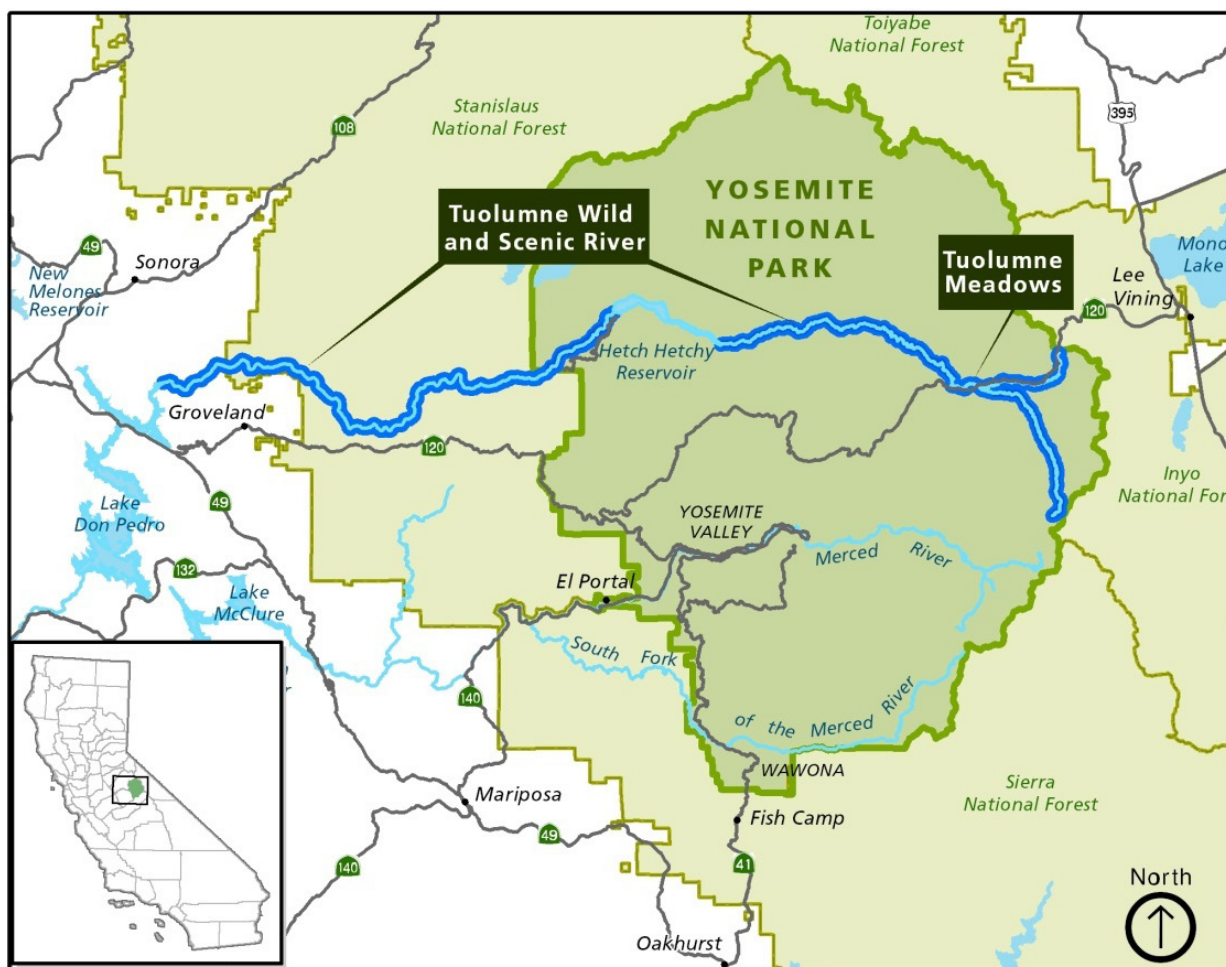 Toiyabe
National Forest
Stanislaus
National Forest
395
108
YOSEMITE
NATIONAL
PARK
Tuolumne Wild
and Scenic River
Tuolumne
Meadows
49
Sonora
New
Melones
Reservoir
Mono
Lake
Lee
Vining
120
Hetch Hetchy
Reservoir
Groveland
120
Inyo
National For
49
Lake
Don Pedro
YOSEMITE
VALLEY
Merced River
132
El Portal
Lake
McClure
South Fork
of the Merced River
140
WAWONA
Sierra
National Forest
Mariposa
Fish Camp
49
140
41
North
Oakhurst